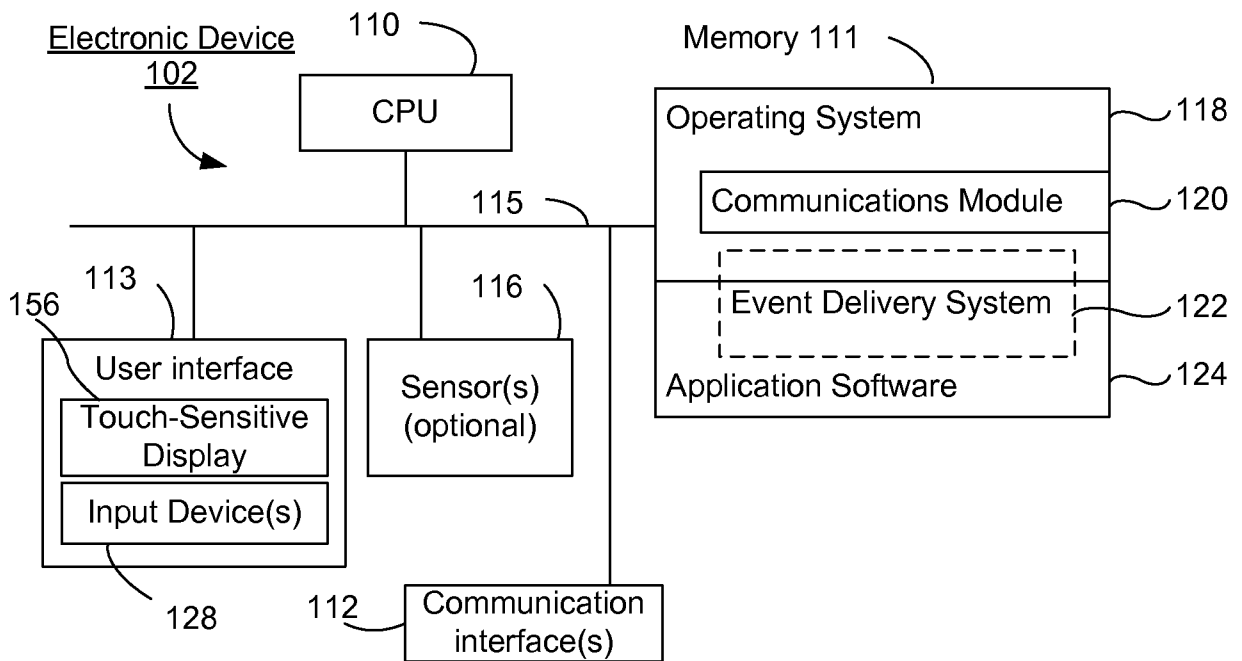 Electronic Device
102
110
CPU
Memory 111
Operating System
118
Communications Module
120
115
Event Delivery System
122
Application Software
124
113
156
User interface
Touch-Sensitive
Display
Input Device(s)
128
116
Sensor(s)
(optional)
112
Communication
interface(s)